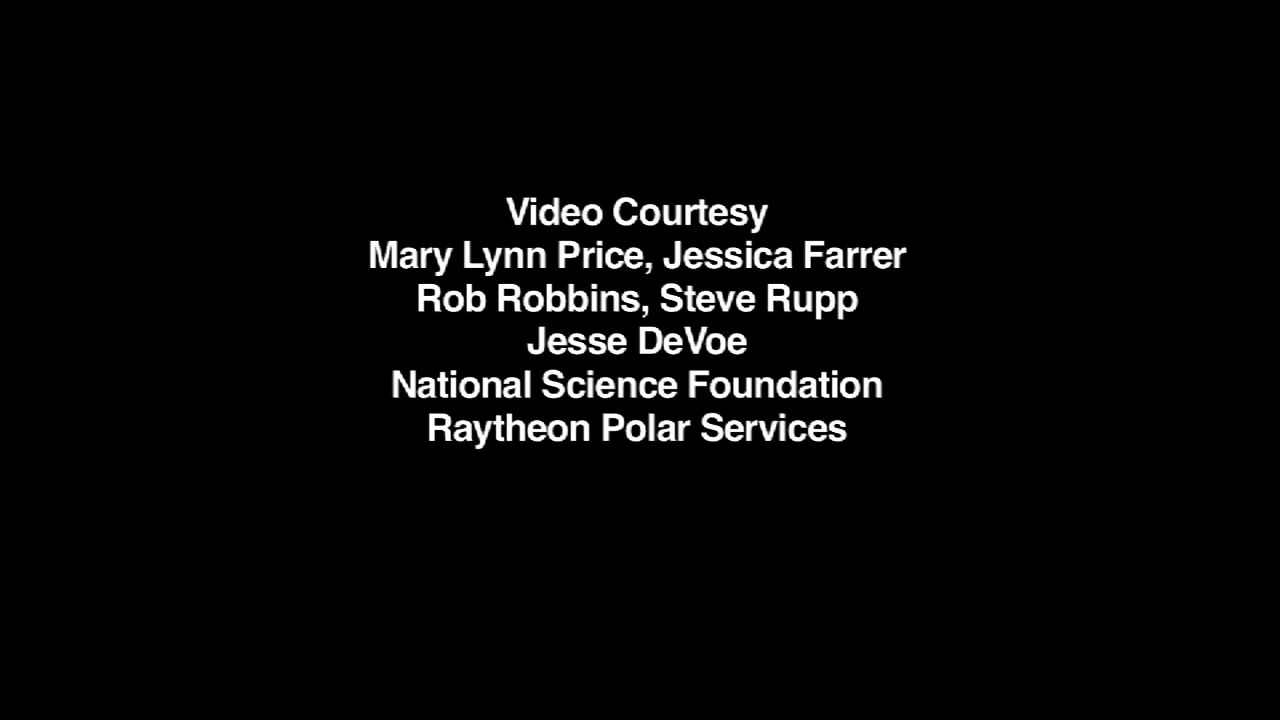 Video Courtesy
Mary Lynn Price, Jessica Farrer
Rob Robbins, Steve Rupp
Jesse DeVoe
National Science Foundation
Raytheon Polar Services